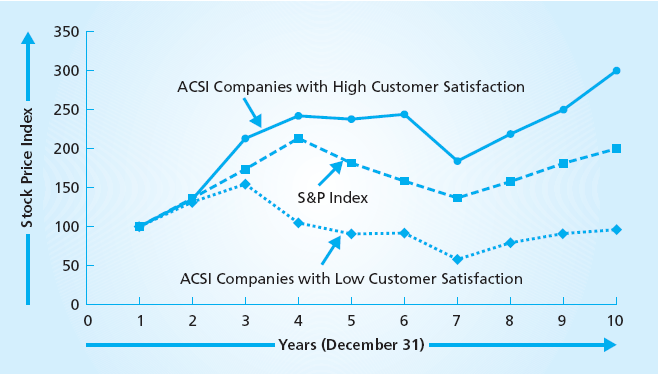 350
300
250
200
150
100
50
0
Stock Price Index
ACSI Companies with High Customer Satisfaction
S&P Index
ACSI Companies with Low Customer Satisfaction
0 1 2 3 4 5 6 7 8 9 10
Years (December 31)